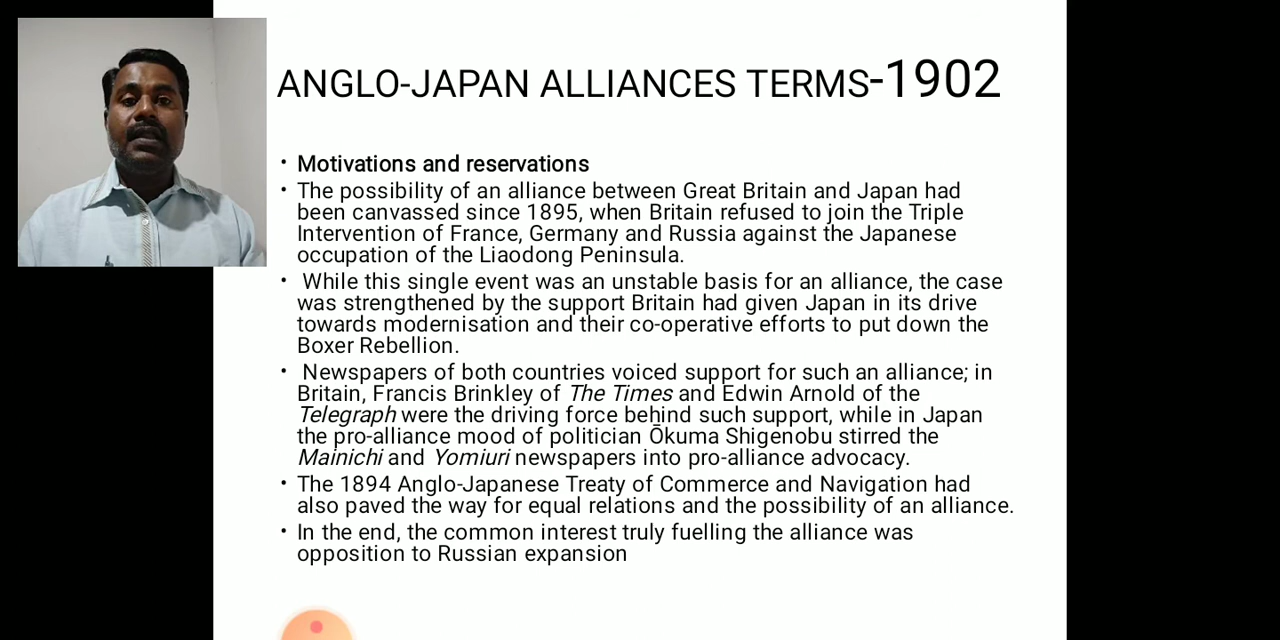 ANGLO-JAPAN ALLIANCES TERMS-1902
• Motivations and reservations
• The possibility of an alliance between Great Britain and Japan had
been canvassed since 1895, when Britain refused to join the Triple
Intervention of France, Germany and Russia against the Japanese
occupation of the Liaodong Peninsula.
• While this single event was an unstable basis for an alliance, the case
was strengthened by the support Britain had given Japan in its drive
towards modernisation and their co-operative efforts to put down the
Boxer Rebellion.
• Newspapers of both countries voiced support for such an alliance; in
Britain, Francis Brinkley of The Times and Edwin Arnold of the
Telegraph were the driving force behind such support, while in Japan
the pro-alliance mood of politician Ōkuma Shigenobu stirred the
Mainichi and Yomiuri newspapers into pro-alliance advocacy.
• The 1894 Anglo-Japanese Treaty of Commerce and Navigation had
also paved the way for equal relations and the possibility of an alliance.
• In the end, the common interest truly fuelling the alliance was
opposition to Russian expansion